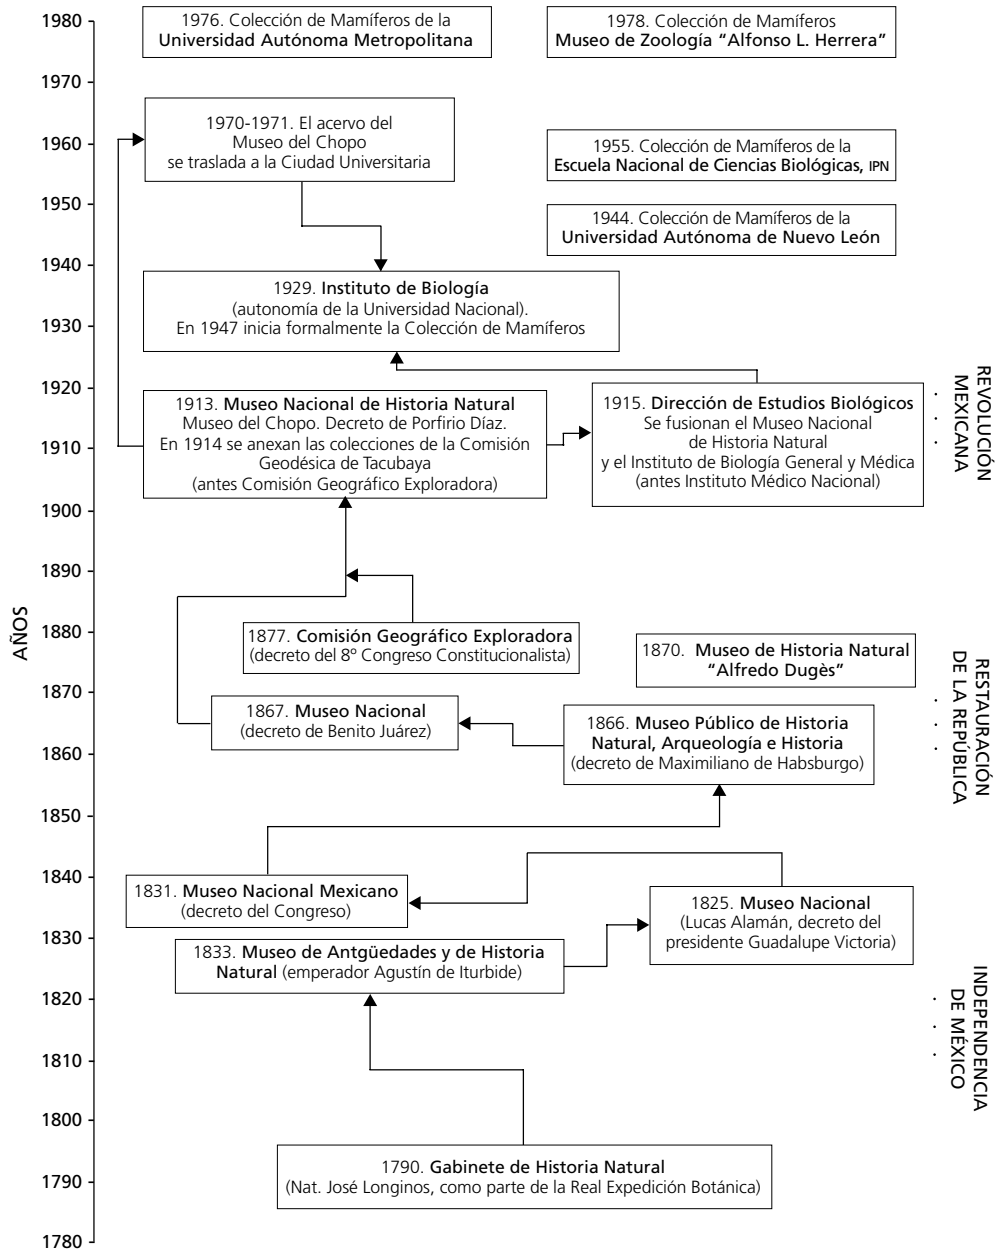 1980
1970
1960
1950
1940
1930
1920
1910
1900
1890
1880
1870
1860
1850
1840
1830
1820
1810
1800
1790
1780
AÑOS
1976. Colección de Mamíferos de la
Universidad Autónoma Metropolitana
1978. Colección de Mamíferos
Museo de Zoología “Alfonso L. Herrera”
1970-1971. El acervo del
Museo del Chopo
se traslada a la Ciudad Universitaria
1955. Colección de Mamíferos de la
Escuela Nacional de Ciencias Biológicas, IPN
1944. Colección de Mamíferos de la
Universidad Autónoma de Nuevo León
1929. Instituto de Biología
(autonomía de la Universidad Nacional).
En 1947 inicia formalmente la Colección de Mamíferos
1913. Museo Nacional de Historia Natural
Museo del Chopo. Decreto de Porfirio Díaz.
En 1914 se anexan las colecciones de la Comisión
Geodésica de Tacubaya
(antes Comisión Geográfico Exploradora)
1915. Dirección de Estudios Biológicos
Se fusionan el Museo Nacional
de Historia Natural
y el Instituto de Biología General y Médica
(antes Instituto Médico Nacional)
REVOLUCIÓN
MEXICANA
1877. Comisión Geográfico Exploradora
(decreto del 8º Congreso Constitucionalista)
1870. Museo de Historia Natural
“Alfredo Dugès”
1867. Museo Nacional
(decreto de Benito Juárez)
1866. Museo Público de Historia
Natural, Arqueología e Historia
(decreto de Maximiliano de Habsburgo)
RESTAURACIÓN
DE LA REPÚBLICA
1831. Museo Nacional Mexicano
(decreto del Congreso)
1825. Museo Nacional
(Lucas Alamán, decreto del
presidente Guadalupe Victoria)
1833. Museo de Antgüedades y de Historia
Natural (emperador Agustín de Iturbide)
INDEPENDENCIA
DE MÉXICO
1790. Gabinete de Historia Natural
(Nat. José Longinos, como parte de la Real Expedición Botánica)